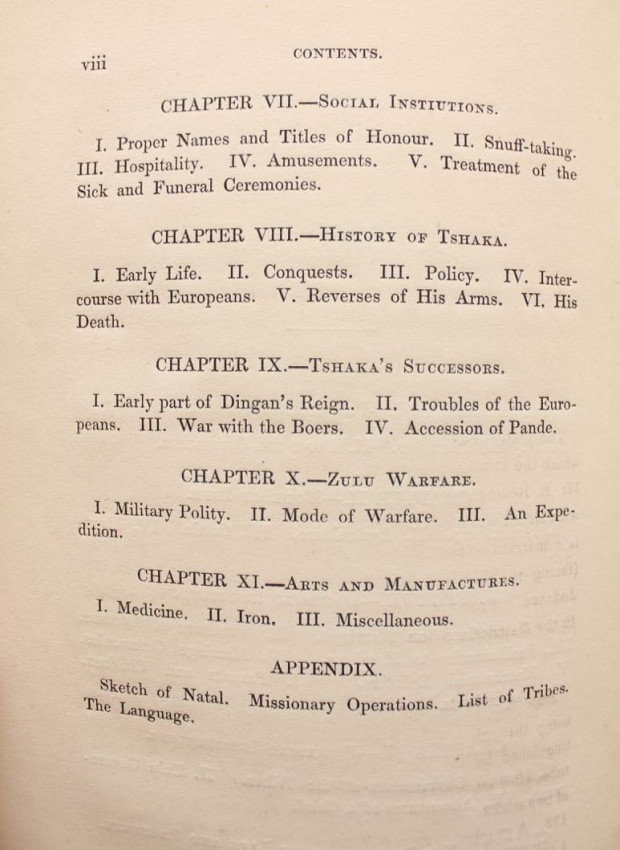 viii
CONTENTS.
CHAPTER VII.—Social Instiutions.
I. Proper Names and Titles of Honour. II. Snuff-taking.
III. Hospitality. IV. Amusements. V. Treatment of the
Sick and Funeral Ceremonies.
CHAPTER VIII.—History of Tshaka.
I. Early Life. II. Conquests. III. Policy. IV. Inter-
course with Europeans. V. Reverses of His Arms. VI. His
Death.
CHAPTER IX.—Tshaka's Successors.
I. Early part of Dingan's Reign. II. Troubles of the Euro-
peans. III. War with the Boers. IV. Accession of Pande.
CHAPTER X.—Zulu Warfare.
I. Military Polity. II. Mode of Warfare. III. An Expe-
dition.
CHAPTER XI.—Arts and Manufactures.
I. Medicine. II. Iron. III. Miscellaneous.
APPENDIX.
Sketch of Natal. Missionary Operations. List of Tribes.
The Language.